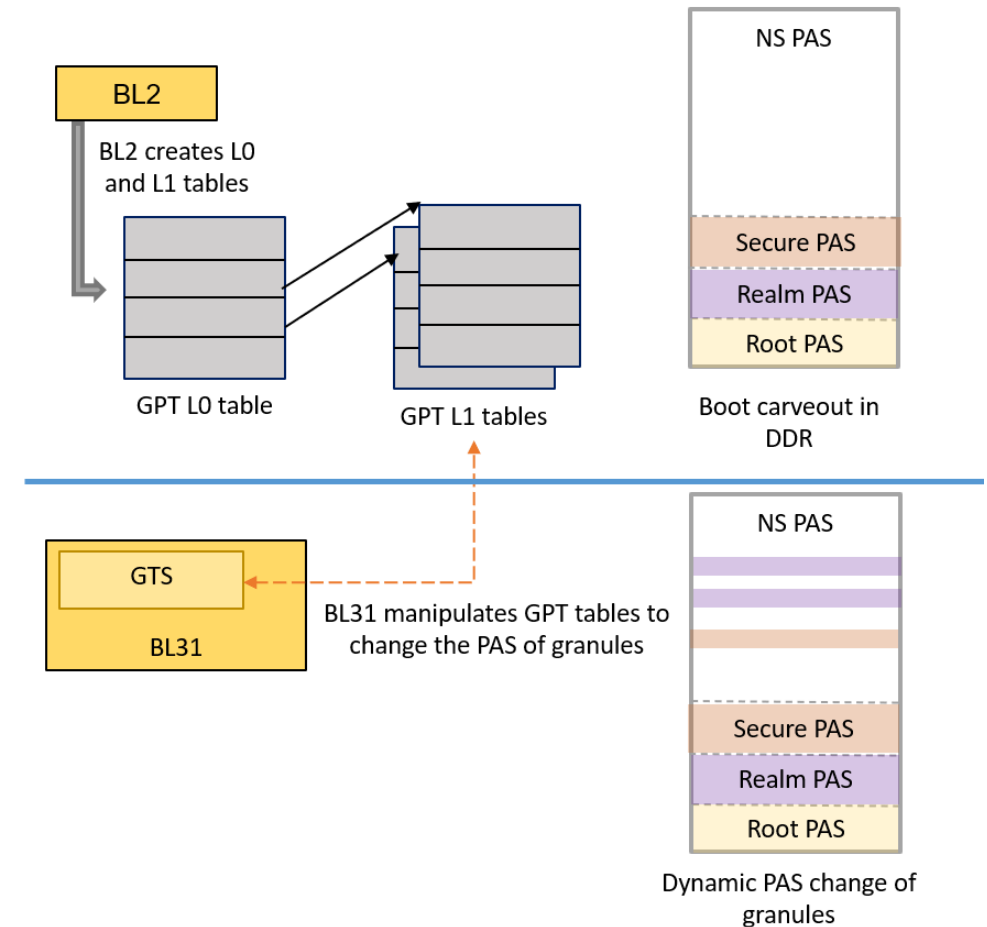 NS PAS
BL2
BL2 creates L0
and L1 tables
Secure PAS
Realm PAS
Root PAS
GPT L0 table
GPT L1 tables
Boot carveout in
DDR
NS PAS
GTS
BL31
BL31 manipulates GPT tables to
change the PAS of granules
Secure PAS
Realm PAS
Root PAS
Dynamic PAS change of
granules